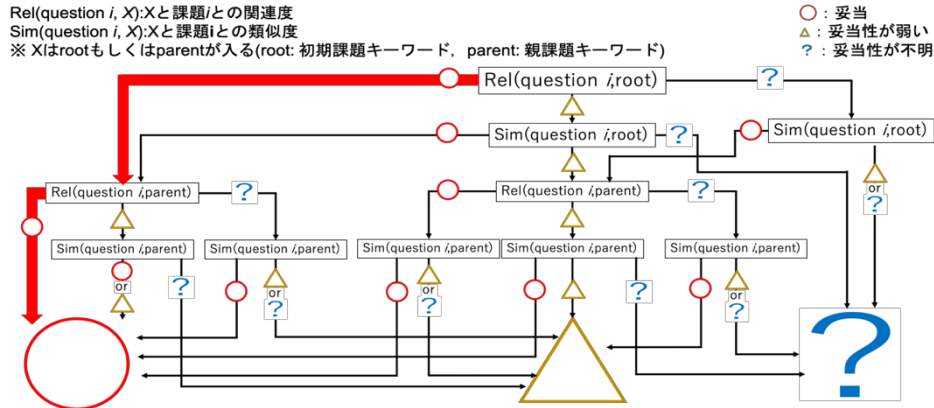 Rel(question i, X):Xと課題iとの関連度
Sim(question i, X):Xと課題iとの類似度
※ Xはrootもしくはparentが入る(root: 初期課題キーワード, parent: 親課題キーワード)
:妥当
:妥当性が弱い
?:妥当性が不明
Rel(question i,root)
?
Sim(question i,root)
?
Sim(question i,root)
Rel(question i,parent)
?
Rel(question i,parent)
?
or
?
Sim(question i,parent)
Sim(question i,parent)
Sim(question i,parent)
Sim(question i,parent)
Sim(question i,parent)
or
?
or
?
or
?
?
or
?
?